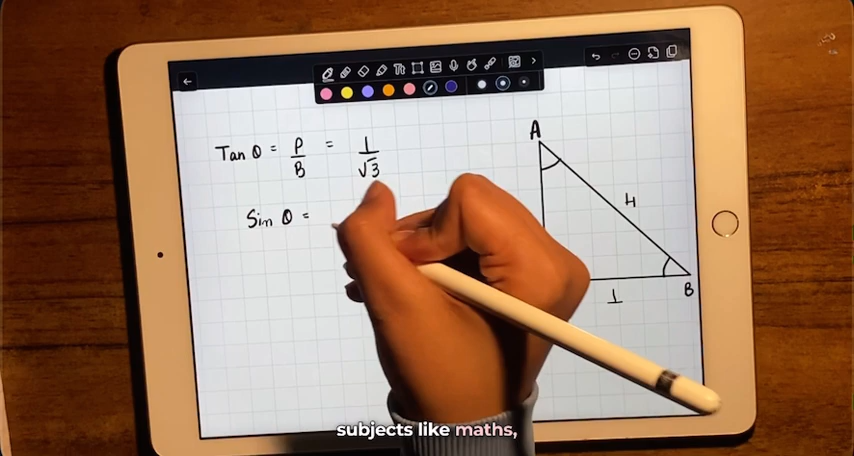 Tan θ = P/B = 1/√3
Sin θ =
A
H
1
B
subjects like maths,